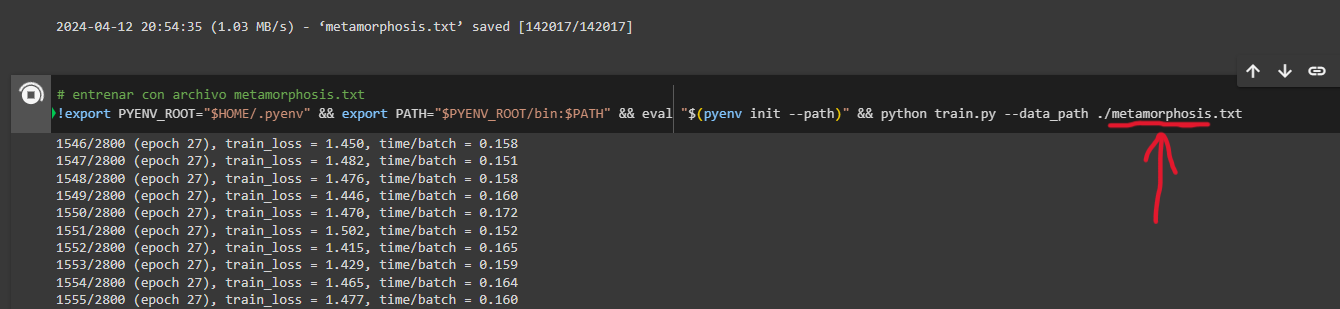 2024-04-12 20:54:35 (1.03 MB/s) - ‘metamorphosis.txt’ saved [142017/142017]
# entrenar con archivo metamorphosis.txt
!export PYENV_ROOT="$HOME/.pyenv" && export PATH="$PYENV_ROOT/bin:$PATH" && eval "$(pyenv init --path)" && python train.py --data_path ./metamorphosis.txt
1546/2800 (epoch 27), train_loss = 1.450, time/batch = 0.158
1547/2800 (epoch 27), train_loss = 1.482, time/batch = 0.151
1548/2800 (epoch 27), train_loss = 1.476, time/batch = 0.158
1549/2800 (epoch 27), train_loss = 1.446, time/batch = 0.160
1550/2800 (epoch 27), train_loss = 1.470, time/batch = 0.172
1551/2800 (epoch 27), train_loss = 1.502, time/batch = 0.152
1552/2800 (epoch 27), train_loss = 1.415, time/batch = 0.165
1553/2800 (epoch 27), train_loss = 1.429, time/batch = 0.159
1554/2800 (epoch 27), train_loss = 1.465, time/batch = 0.164
1555/2800 (epoch 27), train_loss = 1.477, time/batch = 0.160